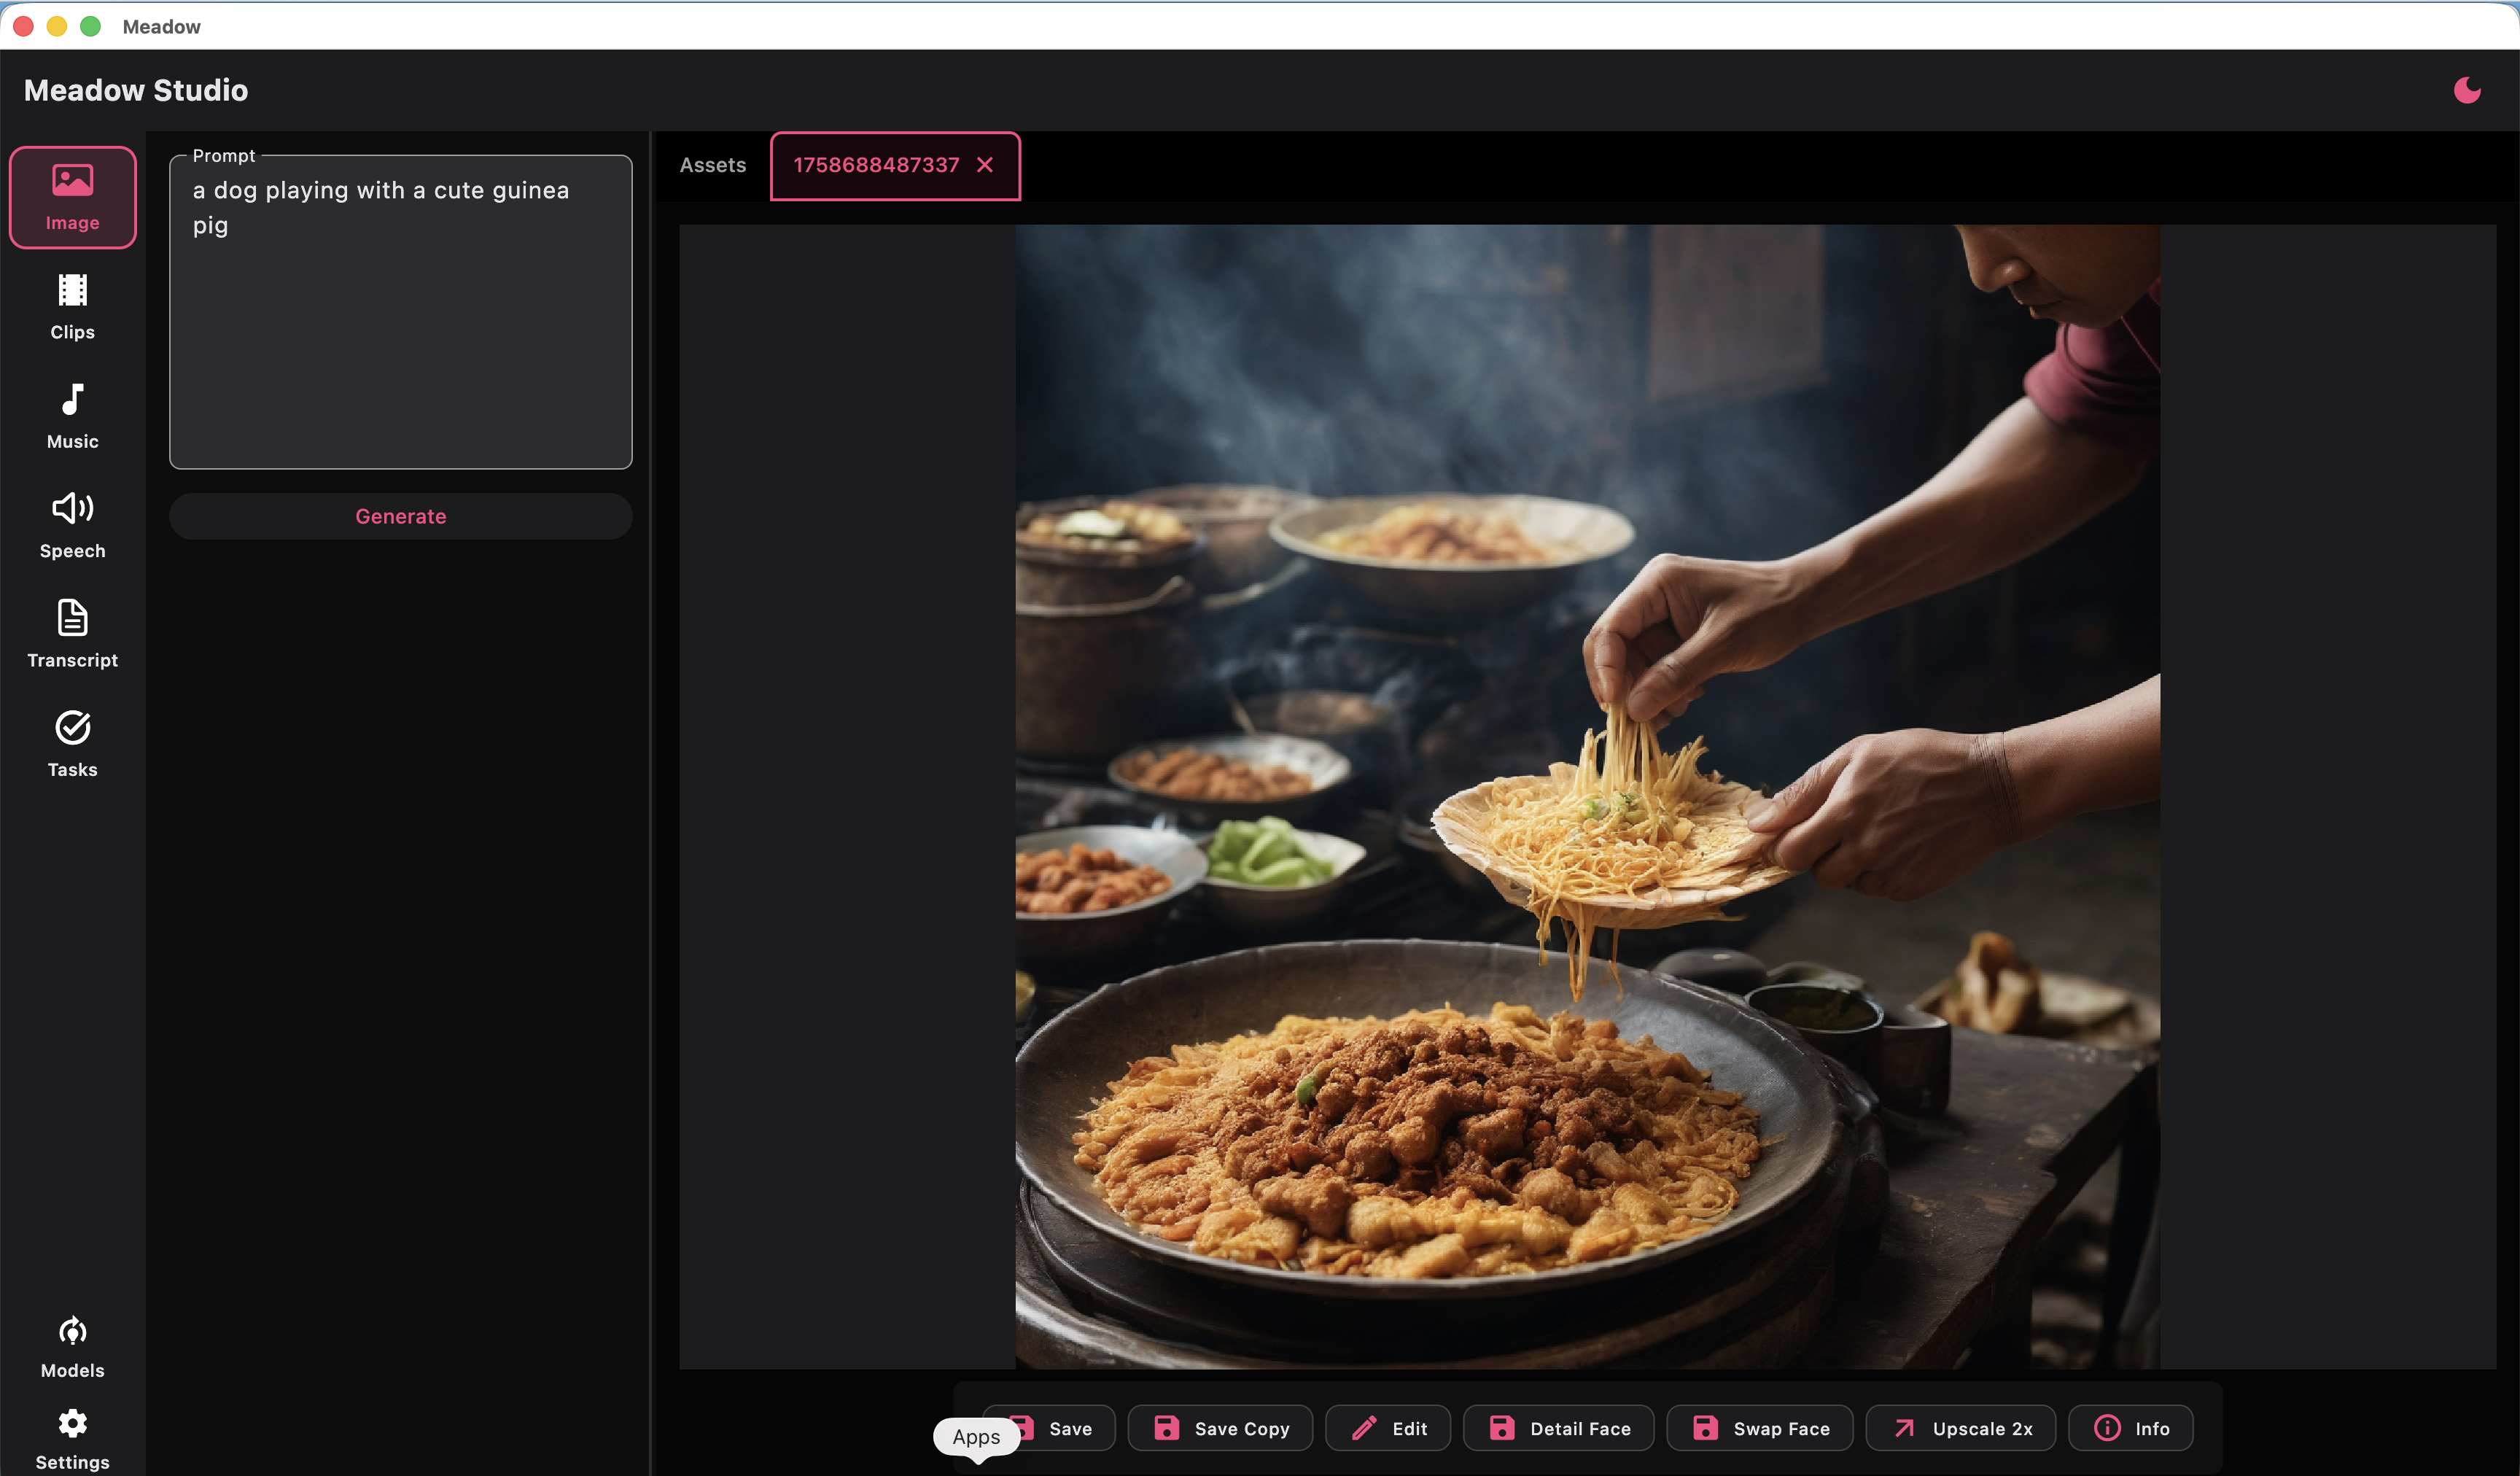 Meadow
Meadow Studio
Image
Clips
Music
Speech
Transcript
Tasks
Models
Settings
Prompt
a dog playing with a cute guinea
pig
Generate
Assets
1758688487337
Save
Save Copy
Edit
Detail Face
Swap Face
Upscale 2x
Info
Apps